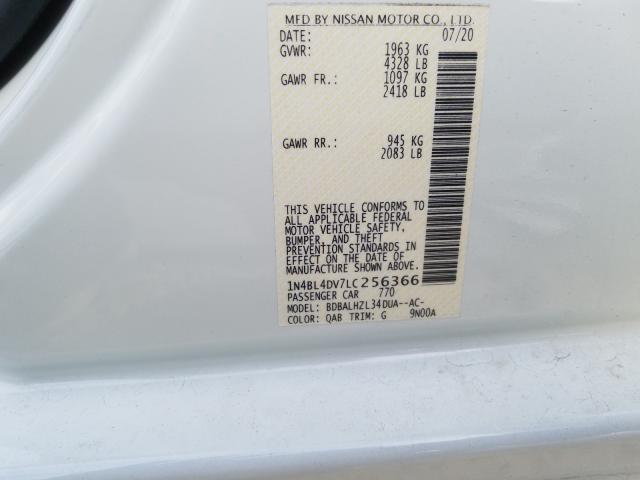 MFD BY NISSAN MOTOR CO., LTD.
DATE: 07/20
GVWR: 1963 KG
4328 LB
GAWR FR.: 1097 KG
2418 LB
GAWR RR.: 945 KG
2083 LB
THIS VEHICLE CONFORMS TO
ALL APPLICABLE FEDERAL
MOTOR VEHICLE SAFETY,
BUMPER, AND THEFT
PREVENTION STANDARDS IN
EFFECT ON THE DATE OF
MANUFACTURE SHOWN ABOVE.
1N4BL4DV7LC256366
PASSENGER CAR 770
MODEL: BDBALHZL34DUA--AC-
COLOR: QAB TRIM: G 9N00A